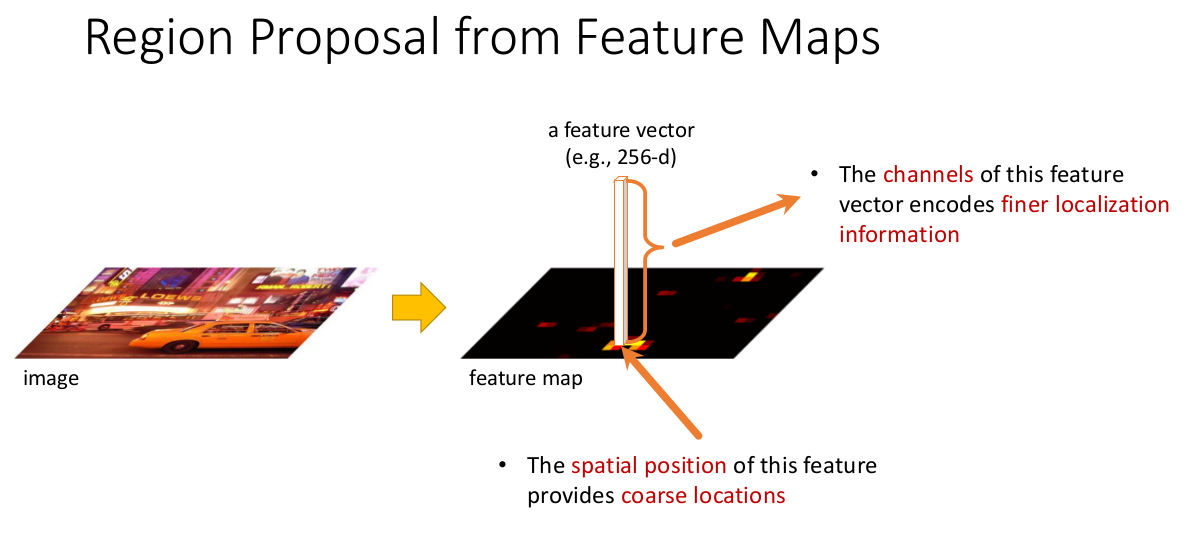 Region Proposal from Feature Maps
a feature vector
(e.g., 256-d)
• The channels of this feature
vector encodes finer localization
information
LOEWS
image
feature map
• The spatial position of this feature
provides coarse locations